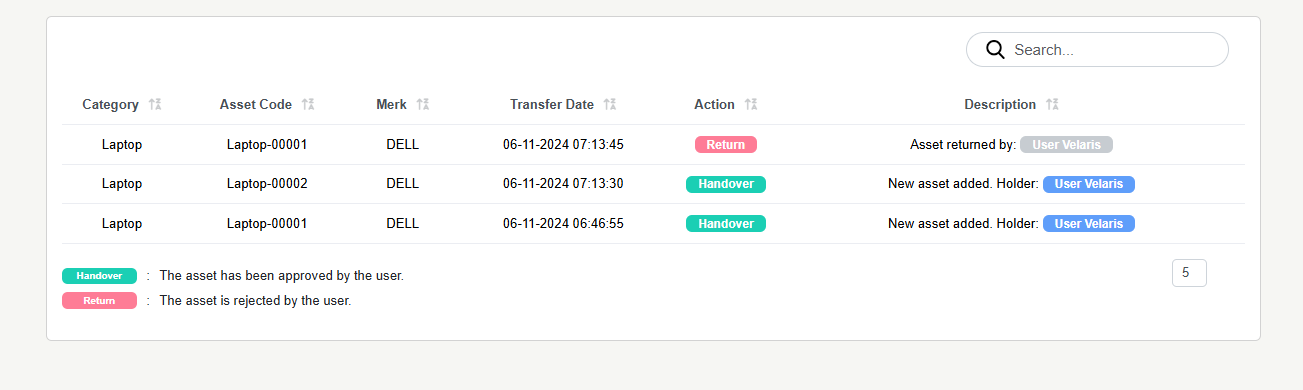 Search...
Category Asset Code Merk Transfer Date Action Description
Laptop Laptop-00001 DELL 06-11-2024 07:13:45 Return Asset returned by: User Velaris
Laptop Laptop-00002 DELL 06-11-2024 07:13:30 Handover New asset added. Holder: User Velaris
Laptop Laptop-00001 DELL 06-11-2024 06:46:55 Handover New asset added. Holder: User Velaris
Handover : The asset has been approved by the user.
5
Return : The asset is rejected by the user.